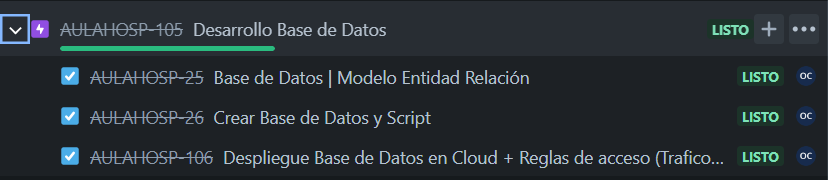 AULAHOSP-105 Desarrollo Base de Datos LISTO
AULAHOSP-25 Base de Datos | Modelo Entidad Relación LISTO OC
AULAHOSP-26 Crear Base de Datos y Script LISTO OC
AULAHOSP-106 Despliegue Base de Datos en Cloud + Reglas de acceso (Trafico... LISTO OC